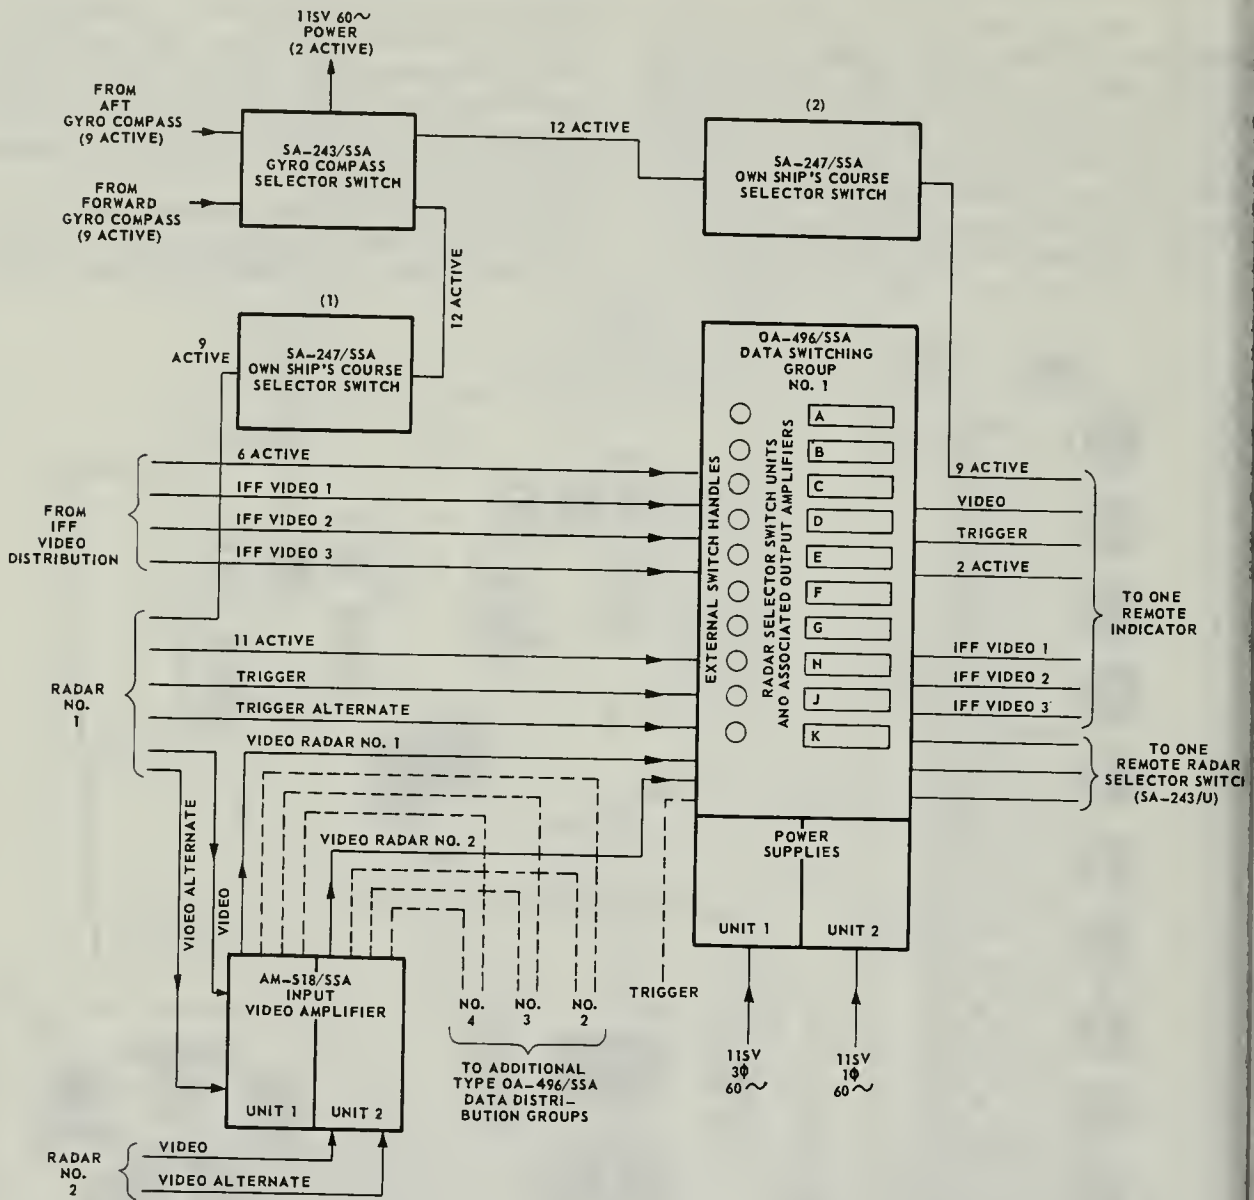 115V 60~
POWER
(2 ACTIVE)
FROM
AFT
GYRO COMPASS
(9 ACTIVE)
FROM
FORWARD
GYRO COMPASS
(9 ACTIVE)
SA-243/SSA
GYRO COMPASS
SELECTOR SWITCH
12 ACTIVE
12 ACTIVE
(2)
SA-247/SSA
OWN SHIP'S COURSE
SELECTOR SWITCH
(1)
SA-247/SSA
OWN SHIP'S COURSE
SELECTOR SWITCH
9
ACTIVE
OA-496/SSA
DATA SWITCHING
GROUP
NO. 1
EXTERNAL SWITCH HANDLES
RADAR SELECTOR SWITCH UNITS
AND ASSOCIATED OUTPUT AMPLIFIERS
A
B
C
D
E
F
G
H
J
K
FROM
IFF
VIDEO
DISTRIBUTION
6 ACTIVE
IFF VIDEO 1
IFF VIDEO 2
IFF VIDEO 3
RADAR
NO.
1
11 ACTIVE
TRIGGER
TRIGGER ALTERNATE
VIDEO RADAR NO. 1
VIDEO RADAR NO. 2
VIDEO ALTERNATE
VIDEO
9 ACTIVE
VIDEO
TRIGGER
2 ACTIVE
IFF VIDEO 1
IFF VIDEO 2
IFF VIDEO 3
TO ONE
REMOTE
INDICATOR
TO ONE
REMOTE RADAR
SELECTOR SWITCH
(SA-243/U)
POWER
SUPPLIES
UNIT 1
UNIT 2
AM-518/SSA
INPUT
VIDEO AMPLIFIER
UNIT 1
UNIT 2
NO.
4
NO.
3
NO.
2
TRIGGER
TO ADDITIONAL
TYPE OA-496/SSA
DATA DISTRI-
BUTION GROUPS
115V
3φ
60~
115V
1φ
60~
RADAR
NO.
2
VIDEO
VIDEO ALTERNATE